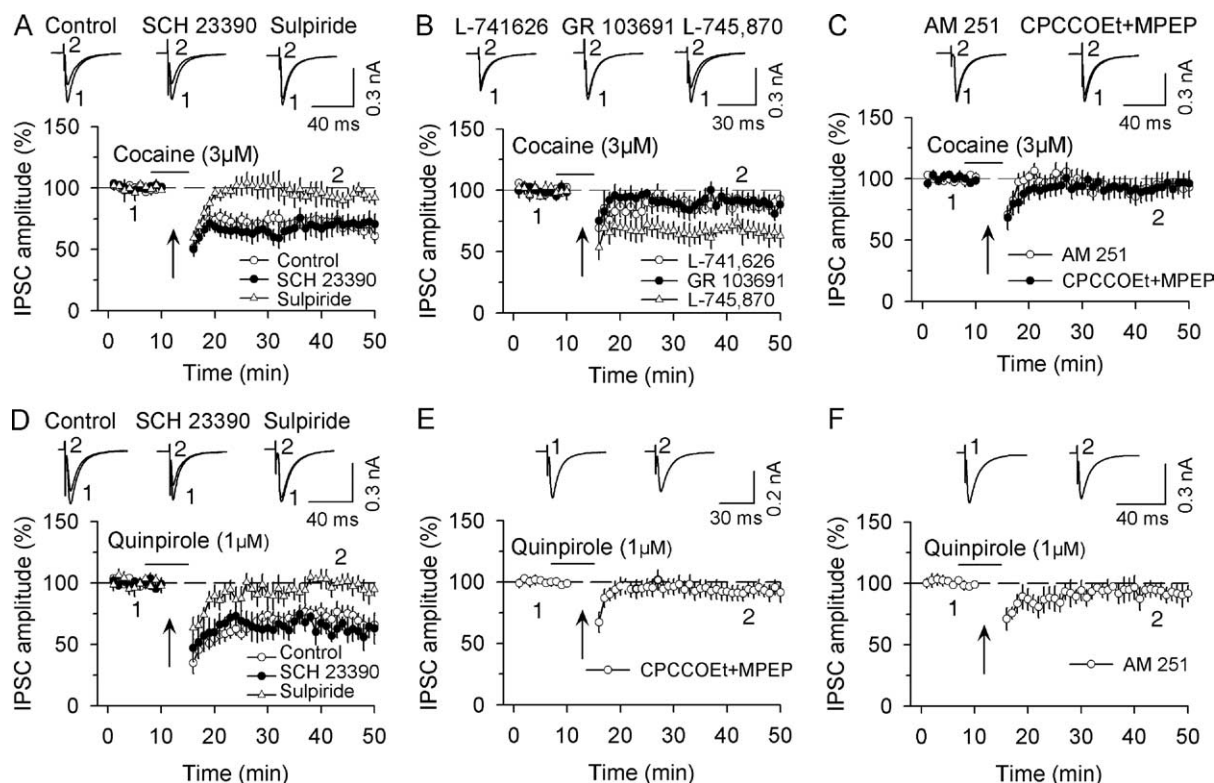 A
Control SCH 23390 Sulpiride
2 2 2
1 1 1
0.3 nA
40 ms
IPSC amplitude (%)
150
100
50
0
Cocaine (3µM)
1
2
Control
SCH 23390
Sulpiride
0 10 20 30 40 50
Time (min)
B
L-741626 GR 103691 L-745,870
2 2 2
1 1 1
0.3 nA
30 ms
IPSC amplitude (%)
150
100
50
0
Cocaine (3µM)
1
2
L-741,626
GR 103691
L-745,870
0 10 20 30 40 50
Time (min)
C
AM 251 CPCCOEt+MPEP
2 2
1 1
0.3 nA
40 ms
IPSC amplitude (%)
150
100
50
0
Cocaine (3µM)
1
2
AM 251
CPCCOEt+MPEP
0 10 20 30 40 50
Time (min)
D
Control SCH 23390 Sulpiride
2 2 2
1 1 1
0.3 nA
40 ms
IPSC amplitude (%)
150
100
50
0
Quinpirole (1µM)
1
2
Control
SCH 23390
Sulpiride
0 10 20 30 40 50
Time (min)
E
1 2
0.2 nA
30 ms
IPSC amplitude (%)
150
100
50
0
Quinpirole (1µM)
1
2
CPCCOEt+MPEP
0 10 20 30 40 50
Time (min)
F
1 2
0.3 nA
40 ms
IPSC amplitude (%)
150
100
50
0
Quinpirole (1µM)
1
2
AM 251
0 10 20 30 40 50
Time (min)